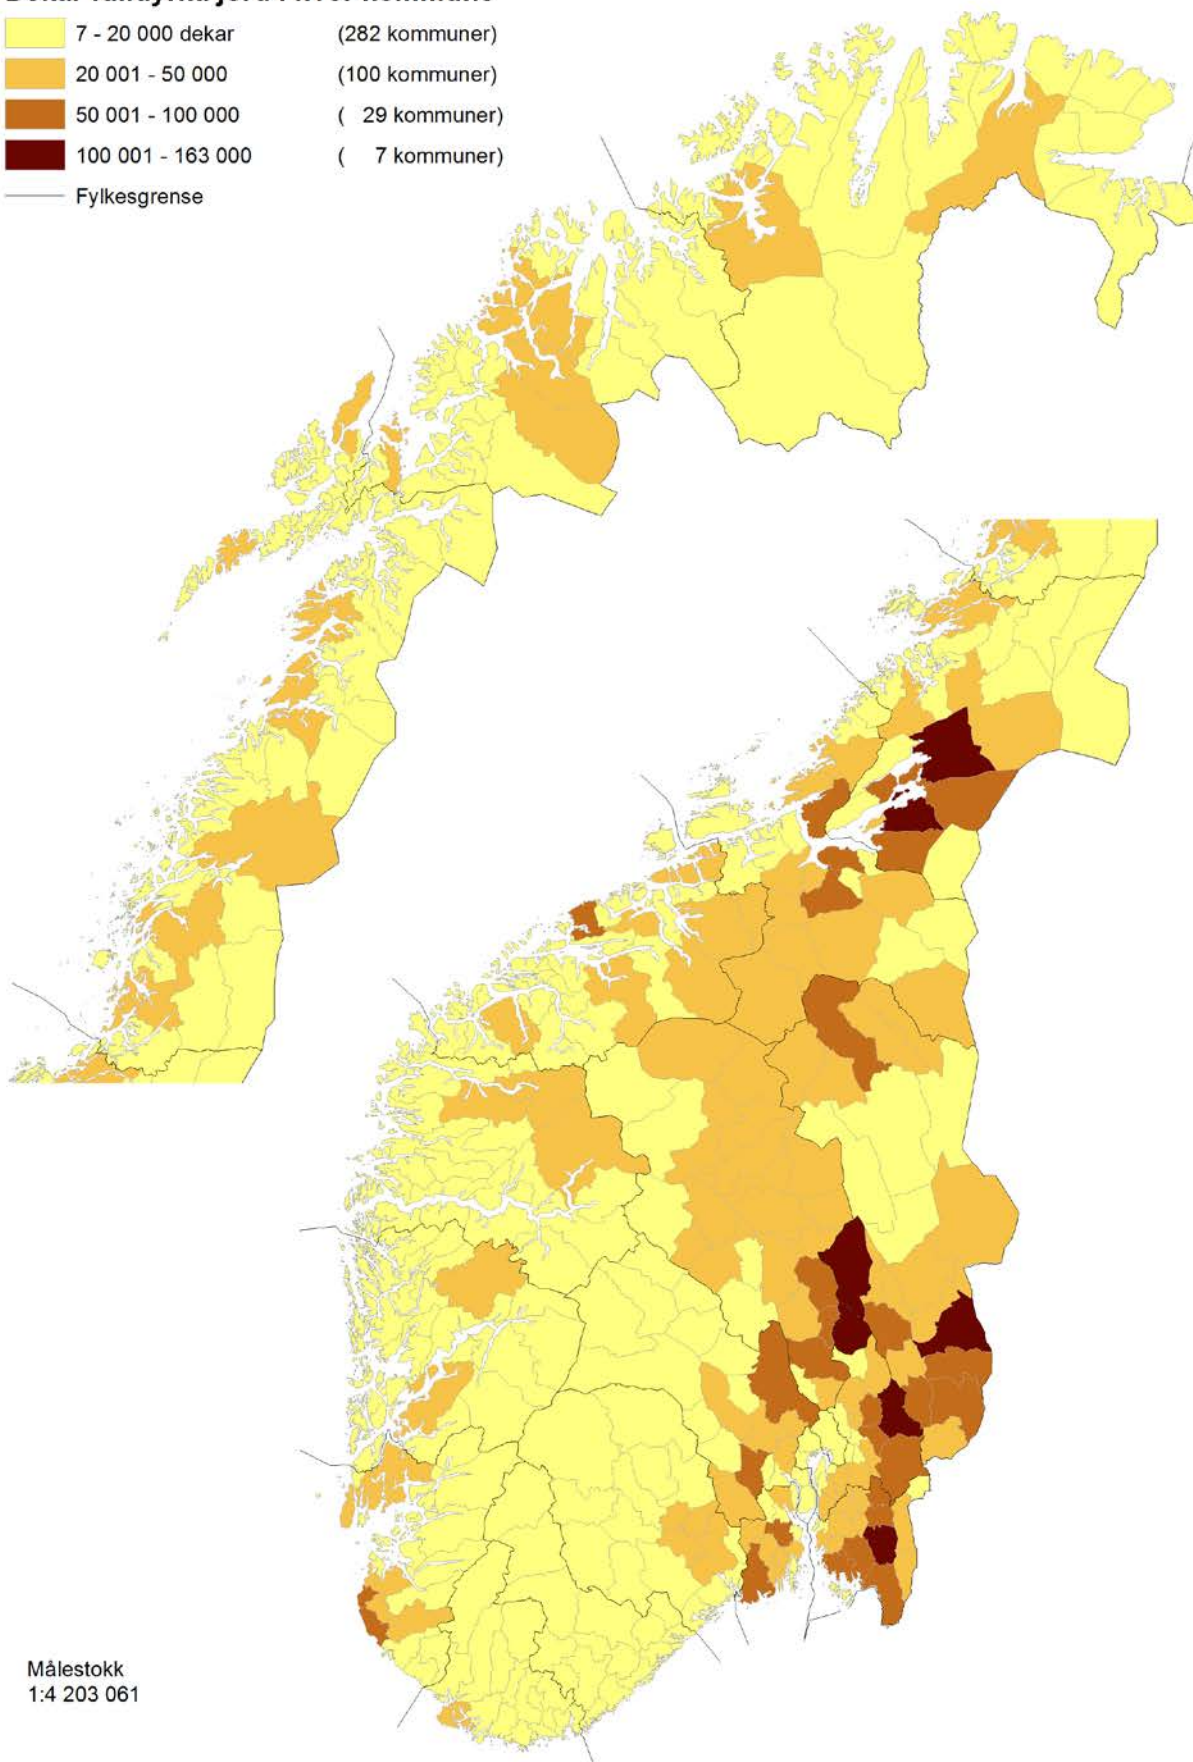 7 - 20 000 dekar (282 kommuner)
20 001 - 50 000 (100 kommuner)
50 001 - 100 000 ( 29 kommuner)
100 001 - 163 000 ( 7 kommuner)
Fylkesgrense
Målestokk
1:4 203 061